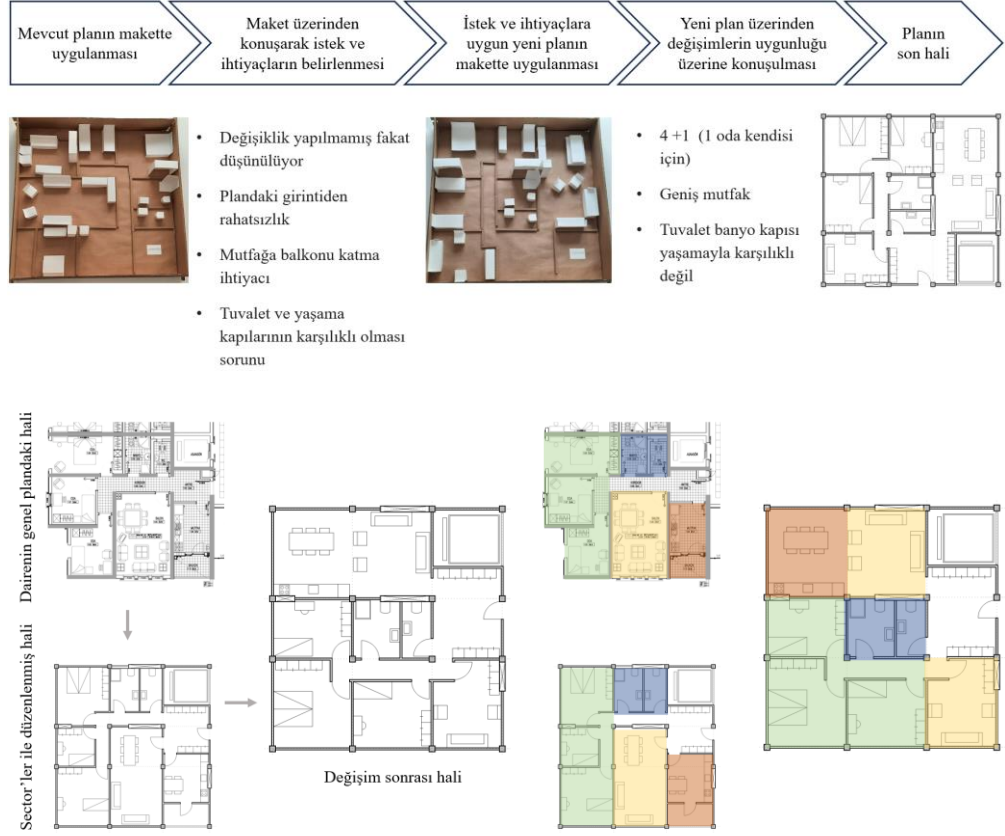 Mevcut planın makette
uygulanması
Maket üzerinden
konuşarak istek ve
ihtiyaçların belirlenmesi
İstek ve ihtiyaçlara
uygun yeni planın
makette uygulanması
Yeni plan üzerinden
değişimlerin uygunluğu
üzerine konuşulması
Planın
son hali
• Değişiklik yapılmamış fakat
düşünülüyor
• Plandaki girintiden
rahatsızlık
• Mutfağa balkonu katma
ihtiyacı
• Tuvalet ve yaşama
kapılarının karşılıklı olması
sorunu
• 4 +1 (1 oda kendisi
için)
• Geniş mutfak
• Tuvalet banyo kapısı
yaşamayla karşılıklı
değil
Dairenin genel plandaki hali
Sector’ler ile düzenlenmiş hali
Değişim sonrası hali